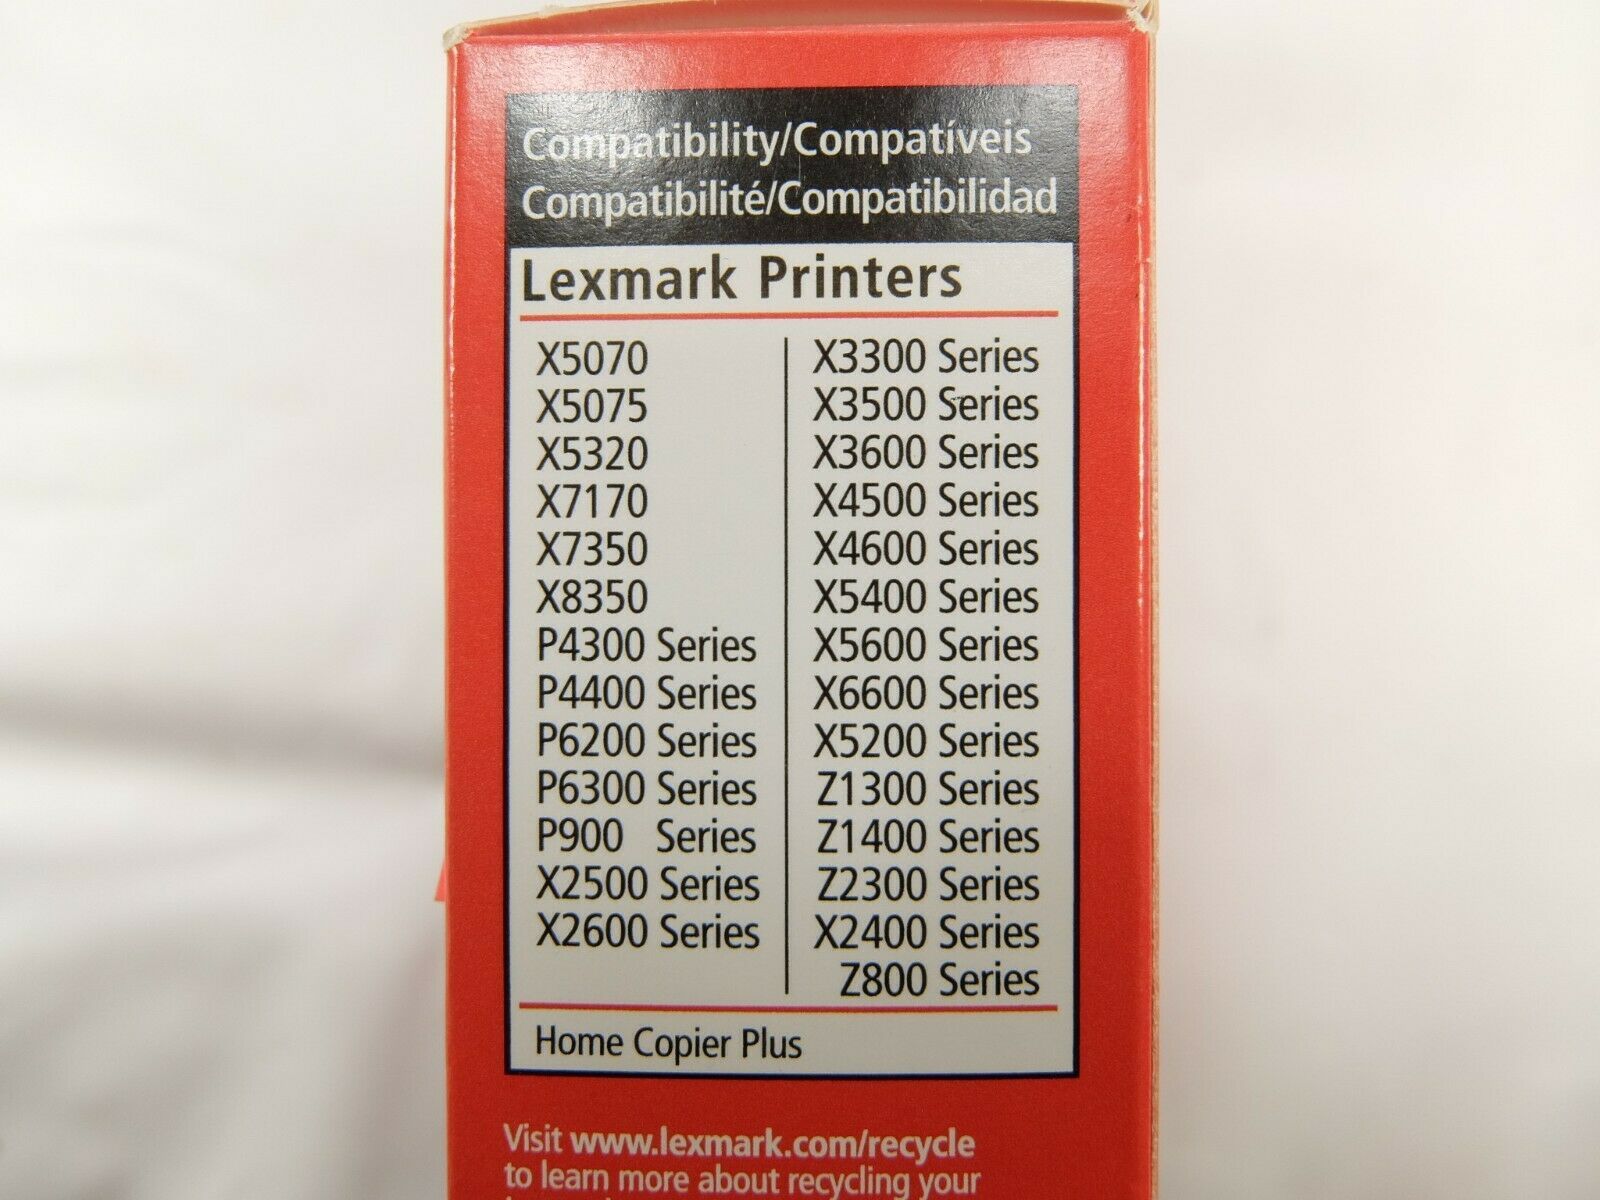 Compatibility/Compatíveis
Compatibilité/Compatibilidad
Lexmark Printers
X5070
X5075
X5320
X7170
X7350
X8350
P4300 Series
P4400 Series
P6200 Series
P6300 Series
P900 Series
X2500 Series
X2600 Series
X3300 Series
X3500 Series
X3600 Series
X4500 Series
X4600 Series
X5400 Series
X5600 Series
X6600 Series
X5200 Series
Z1300 Series
Z1400 Series
Z2300 Series
X2400 Series
Z800 Series
Home Copier Plus
Visit www.lexmark.com/recycle
to learn more about recycling your